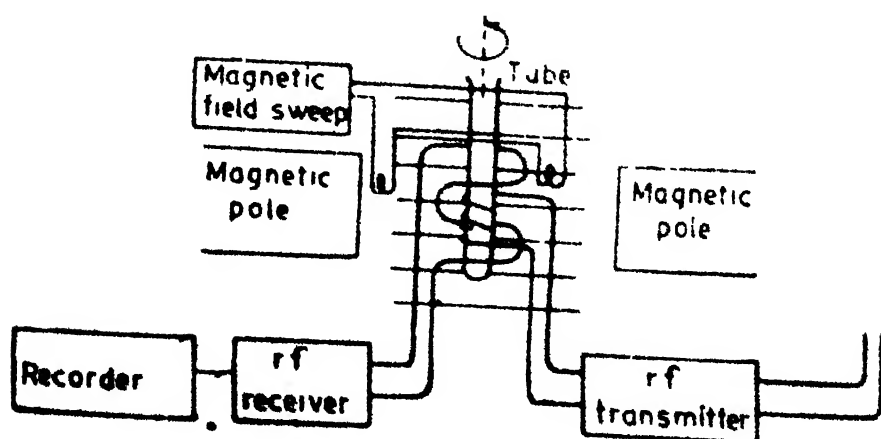 Tube
Magnetic
field sweep
Magnetic
pole
Magnetic
pole
Recorder
rf
receiver
rf
transmitter